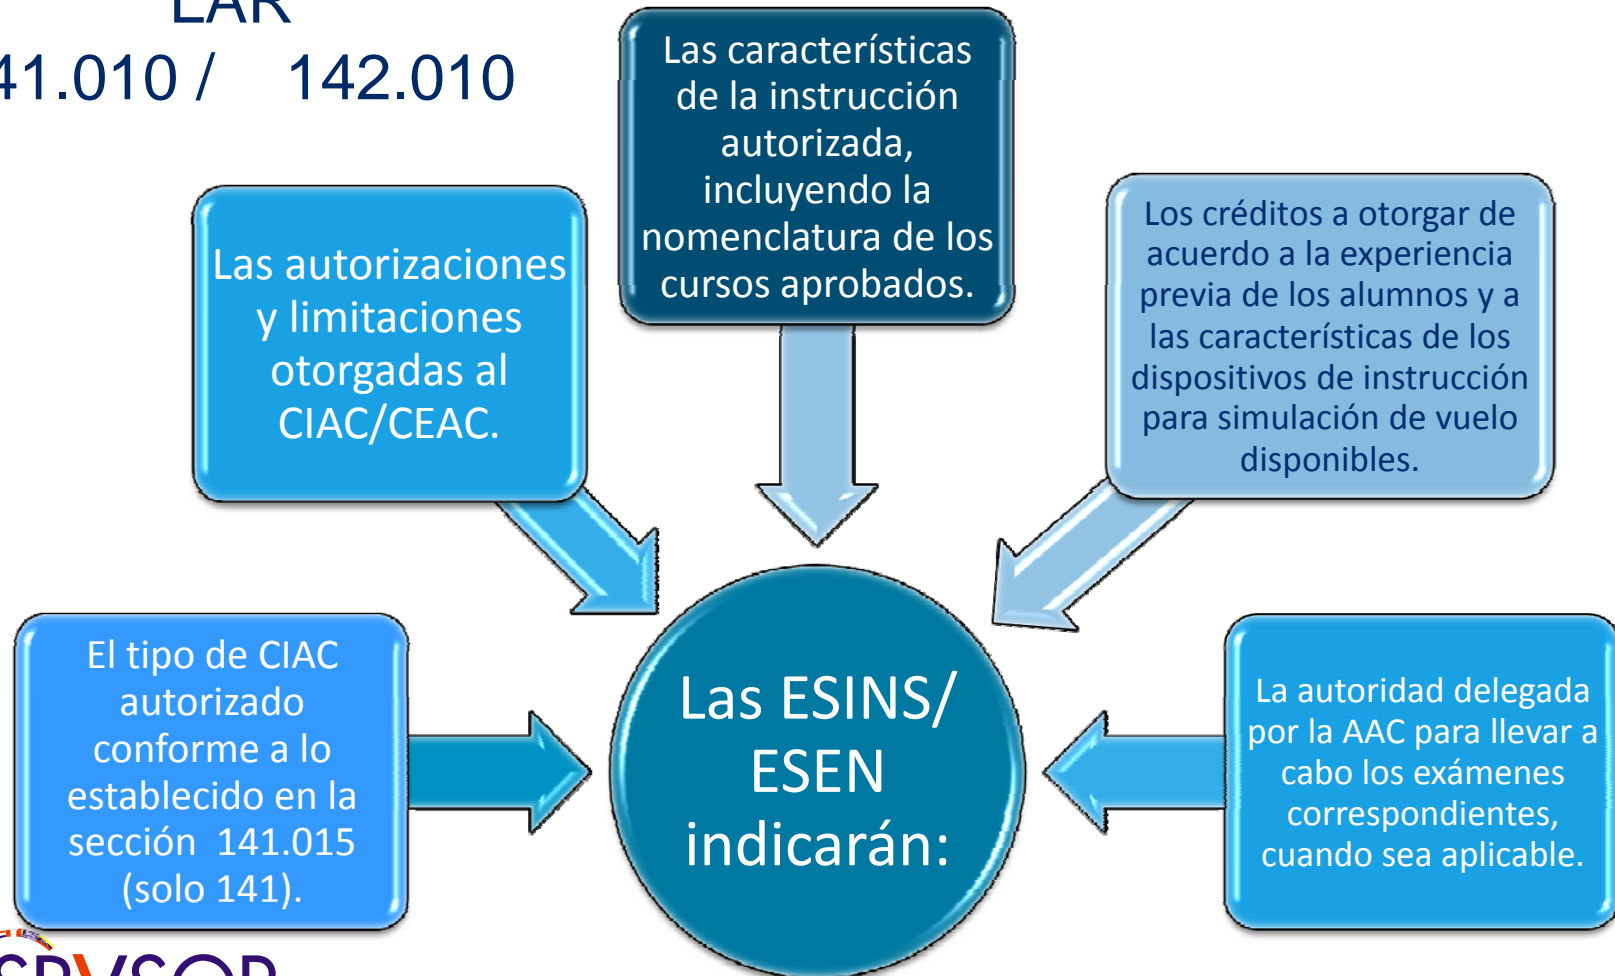 LAR
41.010 / 142.010
Las características
de la instrucción
autorizada,
incluyendo la
nomenclatura de los
cursos aprobados.
Las autorizaciones
y limitaciones
otorgadas al
CIAC/CEAC.
Los créditos a otorgar de
acuerdo a la experiencia
previa de los alumnos y a
las características de los
dispositivos de instrucción
para simulación de vuelo
disponibles.
El tipo de CIAC
autorizado
conforme a lo
establecido en la
sección 141.015
(solo 141).
Las ESINS/
ESEN
indicarán:
La autoridad delegada
por la AAC para llevar a
cabo los exámenes
correspondientes,
cuando sea aplicable.
SRVSOP